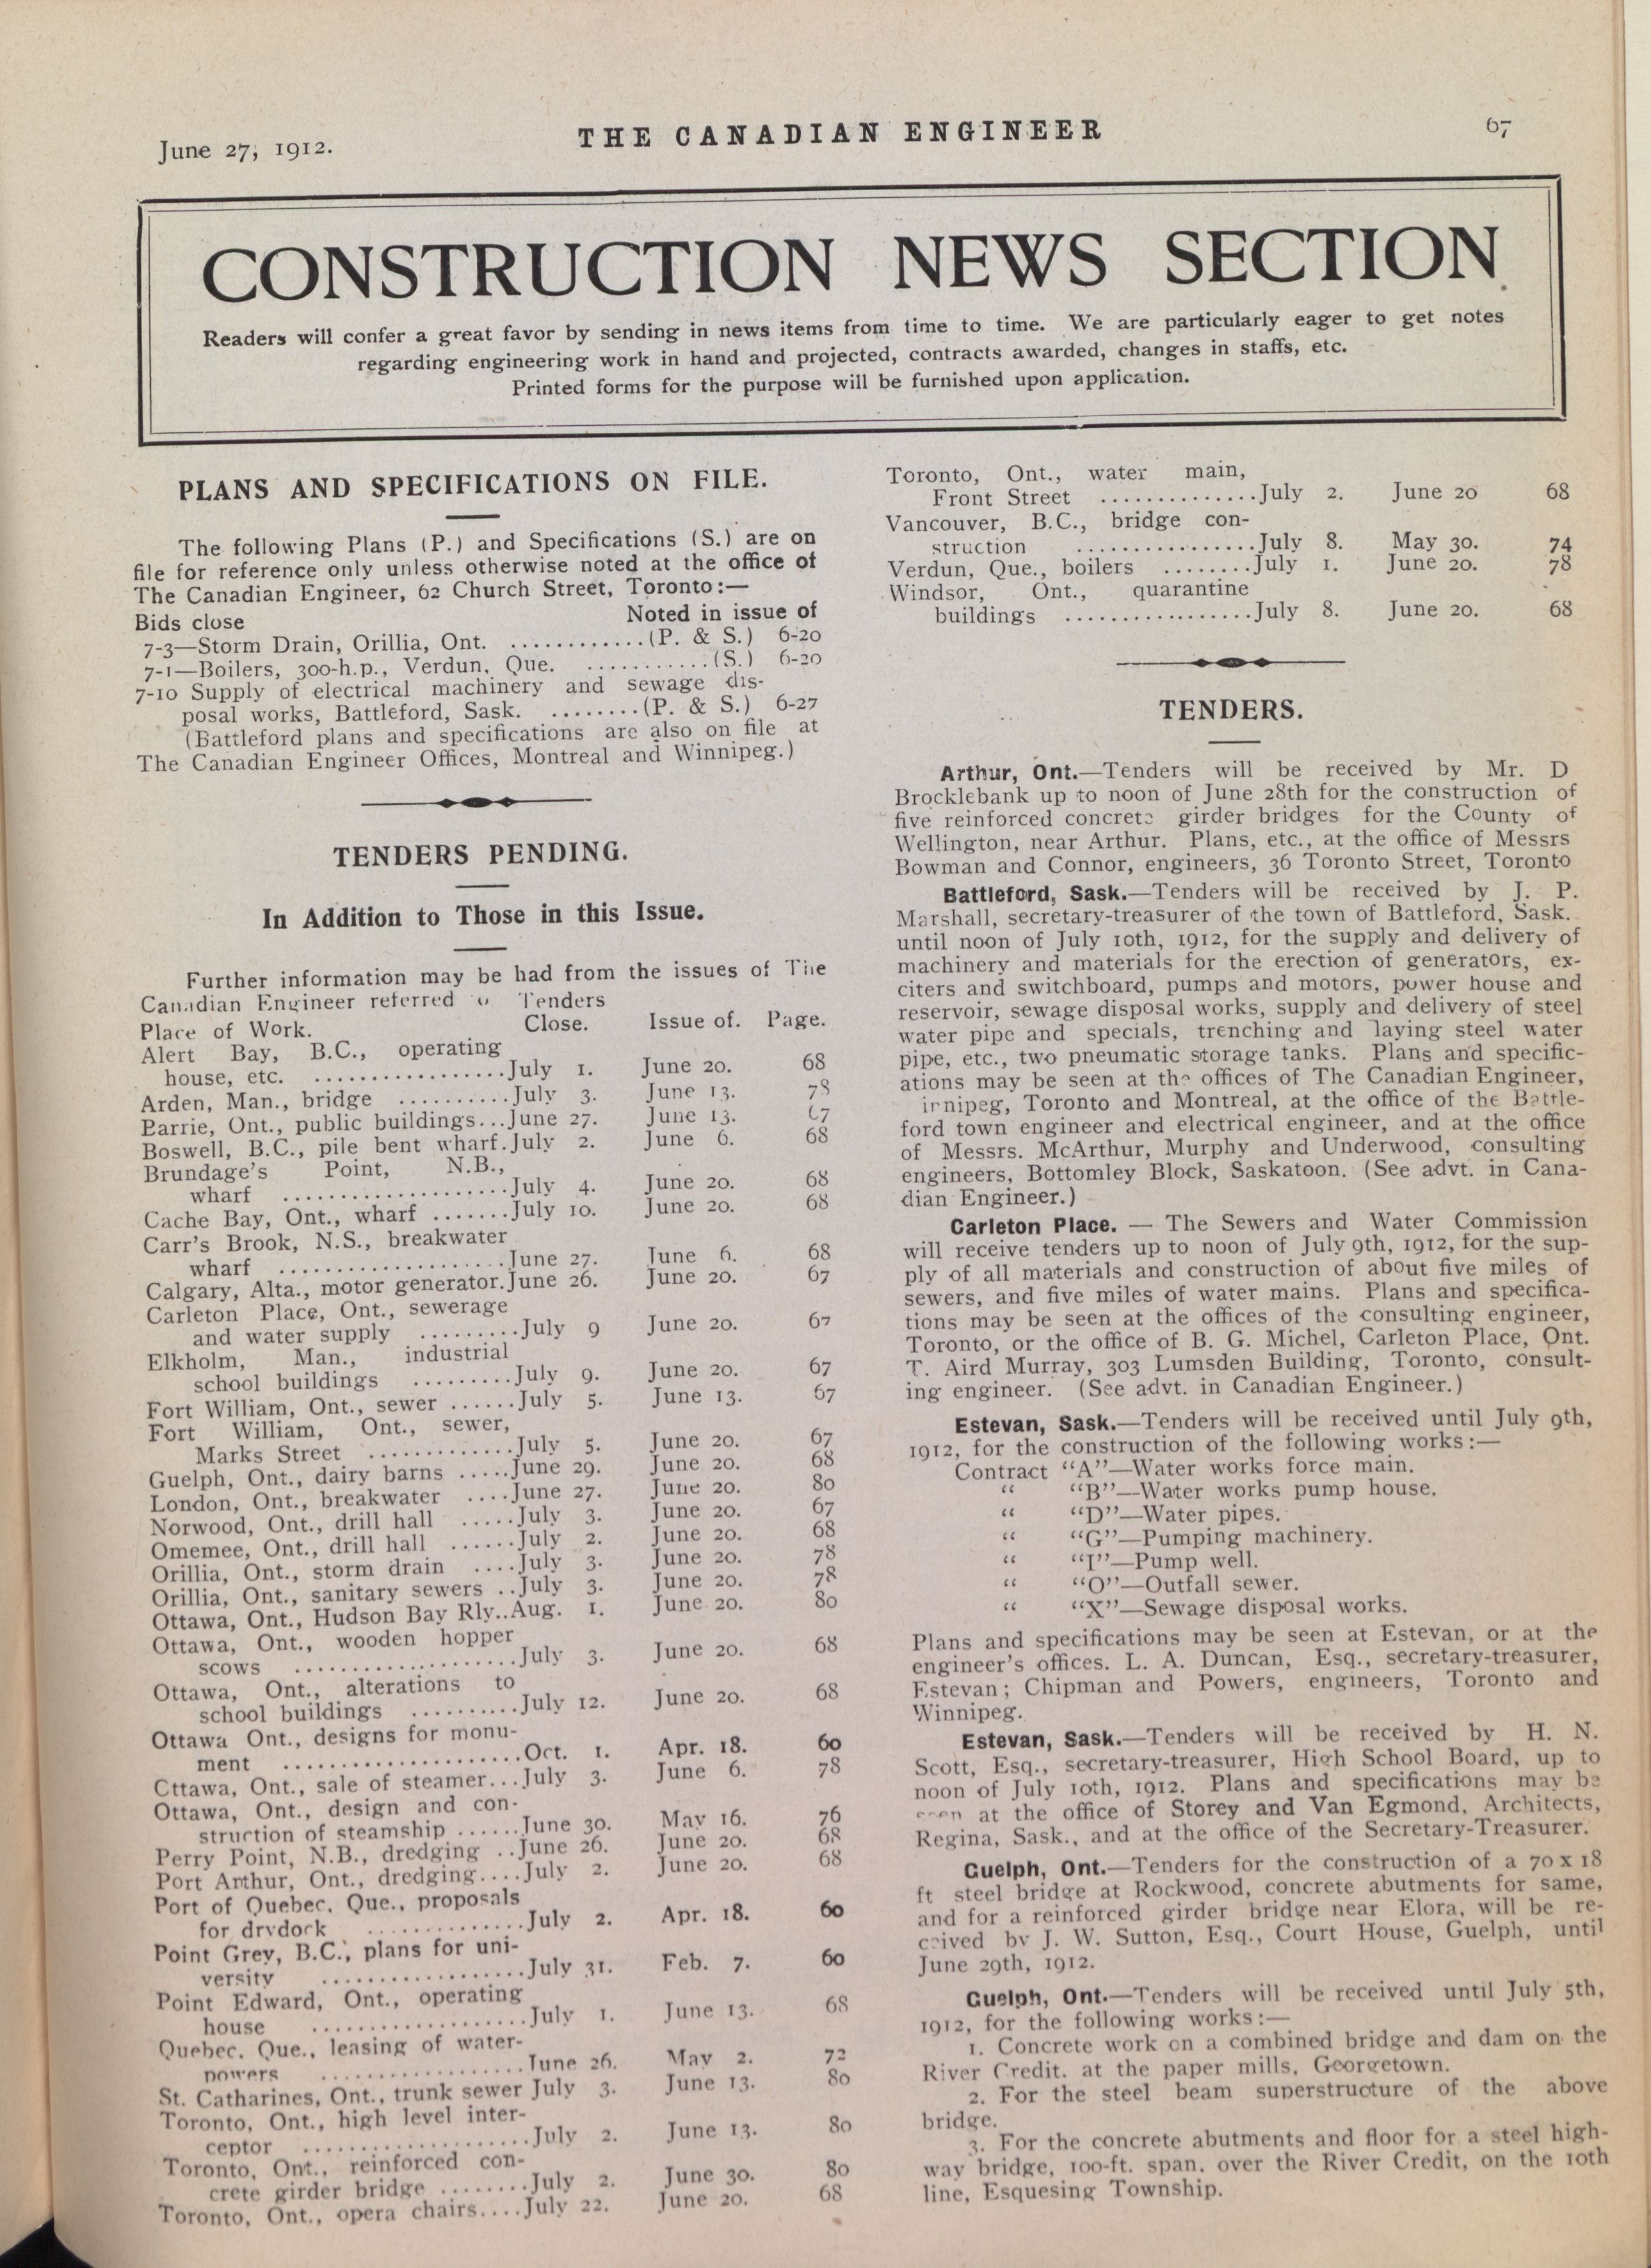 June 27, 1912.
THE CANADIAN ENGINEER
67
CONSTRUCTION NEWS SECTION
Readers will confer a great favor by sending in news items from time to time. We are particularly eager to get notes
regarding engineering work in hand and projected, contracts awarded, changes in staffs, etc.
Printed forms for the purpose will be furnished upon application.
PLANS AND SPECIFICATIONS ON FILE.
The following Plans (P.) and Specifications (S.) are on
file for reference only unless otherwise noted at the office of
The Canadian Engineer, 62 Church Street, Toronto:—
Bids close Noted in issue of
7-3—Storm Drain, Orillia, Ont. ............(P. & S.) 6-20
7-1—Boilers, 300-h.p., Verdun, Que. ...........(S.) 6-20
7-10 Supply of electrical machinery and sewage dis-
posal works, Battleford, Sask. ........(P. & S.) 6-27
(Battleford plans and specifications are also on file at
The Canadian Engineer Offices, Montreal and Winnipeg.)
TENDERS PENDING.
In Addition to Those in this Issue.
Further information may be had from the issues of The
Canadian Engineer referred Tenders
Place of Work. Close. Issue of. Page.
Alert Bay, B.C., operating
house, etc. .................July 1. June 20. 68
Arden, Man., bridge ..........July 3. June 13. 78
Barrie, Ont., public buildings...June 27. June 13. 67
Boswell, B.C., pile bent wharf.July 2. June 6. 68
Brundage's Point, N.B.,
wharf ....................July 4. June 20. 68
Cache Bay, Ont., wharf .......July 10. June 20. 68
Carr's Brook, N.S., breakwater
wharf ....................June 27. June 6. 68
Calgary, Alta., motor generator.June 26. June 20. 67
Carleton Place, Ont., sewerage
and water supply .........July 9 June 20. 67
Elkholm, Man., industrial
school buildings .........July 9. June 20. 67
Fort William, Ont., sewer ......July 5. June 13. 67
Fort William, Ont., sewer,
Marks Street .............July 5. June 20. 67
Guelph, Ont., dairy barns .....June 29. June 20. 68
London, Ont., breakwater ....June 27. June 20. 80
Norwood, Ont., drill hall .....July 3. June 20. 67
Omemee, Ont., drill hall ......July 2. June 20. 68
Orillia, Ont., storm drain ....July 3. June 20. 78
Orillia, Ont., sanitary sewers ..July 3. June 20. 78
Ottawa, Ont., Hudson Bay Rly..Aug. 1. June 20. 80
Ottawa, Ont., wooden hopper
scows ...................July 3. June 20. 68
Ottawa, Ont., alterations to
school buildings ..........July 12. June 20. 68
Ottawa Ont., designs for monu-
ment .....................Oct. 1. Apr. 18. 60
Cttawa, Ont., sale of steamer...July 3. June 6. 78
Ottawa, Ont., design and con-
struction of steamship ......June 30. May 16. 76
Perry Point, N.B., dredging ..June 26. June 20. 68
Port Arthur, Ont., dredging....July 2. June 20. 68
Port of Quebec, Que., proposals
for drydock ..............July 2. Apr. 18. 60
Point Grey, B.C., plans for uni-
versity ..................July 31. Feb. 7. 60
Point Edward, Ont., operating
house ...................July 1. June 13. 68
Quebec, Que., leasing of water-
powers ..................June 26. May 2. 72
St. Catharines, Ont., trunk sewer July 3. June 13. 80
Toronto, Ont., high level inter-
ceptor ....................July 2. June 13. 80
Toronto, Ont., reinforced con-
crete girder bridge ........July 2. June 30. 80
Toronto, Ont., opera chairs....July 22. June 20. 68
Toronto, Ont., water main,
Front Street ..............July 2. June 20 68
Vancouver, B.C., bridge con-
struction ................July 8. May 30. 74
Verdun, Que., boilers ........July 1. June 20. 78
Windsor, Ont., quarantine
buildings .................July 8. June 20. 68
TENDERS.
Arthur, Ont.—Tenders will be received by Mr. D
Brocklebank up to noon of June 28th for the construction of
five reinforced concrete girder bridges for the County of
Wellington, near Arthur. Plans, etc., at the office of Messrs
Bowman and Connor, engineers, 36 Toronto Street, Toronto
Battleford, Sask.—Tenders will be received by J. P.
Marshall, secretary-treasurer of the town of Battleford, Sask.
until noon of July 10th, 1912, for the supply and delivery of
machinery and materials for the erection of generators, ex-
citers and switchboard, pumps and motors, power house and
reservoir, sewage disposal works, supply and delivery of steel
water pipe and specials, trenching and laying steel water
pipe, etc., two pneumatic storage tanks. Plans and specific-
ations may be seen at the offices of The Canadian Engineer,
irnipeg, Toronto and Montreal, at the office of the Battle-
ford town engineer and electrical engineer, and at the office
of Messrs. McArthur, Murphy and Underwood, consulting
engineers, Bottomley Block, Saskatoon. (See advt. in Cana-
dian Engineer.)
Carleton Place. — The Sewers and Water Commission
will receive tenders up to noon of July 9th, 1912, for the sup-
ply of all materials and construction of about five miles of
sewers, and five miles of water mains. Plans and specifica-
tions may be seen at the offices of the consulting engineer,
Toronto, or the office of B. G. Michel, Carleton Place, Ont.
T. Aird Murray, 303 Lumsden Building, Toronto, consult-
ing engineer. (See advt. in Canadian Engineer.)
Estevan, Sask.—Tenders will be received until July 9th,
1912, for the construction of the following works:—
Contract "A"—Water works force main.
" "B"—Water works pump house.
" "D"—Water pipes.
" "G"—Pumping machinery.
" "I"—Pump well.
" "O"—Outfall sewer.
" "X"—Sewage disposal works.
Plans and specifications may be seen at Estevan, or at the
engineer's offices. L. A. Duncan, Esq., secretary-treasurer,
Estevan; Chipman and Powers, engineers, Toronto and
Winnipeg.
Estevan, Sask.—Tenders will be received by H. N.
Scott, Esq., secretary-treasurer, High School Board, up to
noon of July 10th, 1912. Plans and specifications may be
at the office of Storey and Van Egmond, Architects,
Regina, Sask., and at the office of the Secretary-Treasurer.
Guelph, Ont.—Tenders for the construction of a 70 x 18
ft steel bridge at Rockwood, concrete abutments for same,
and for a reinforced girder bridge near Elora, will be re-
ceived by J. W. Sutton, Esq., Court House, Guelph, until
June 29th, 1912.
Guelph, Ont.—Tenders will be received until July 5th,
1912, for the following works:—
1. Concrete work on a combined bridge and dam on the
River Credit, at the paper mills, Georgetown.
2. For the steel beam superstructure of the above
bridge.
3. For the concrete abutments and floor for a steel high-
way bridge, 100-ft. span, over the River Credit, on the 10th
line, Esquesing Township.